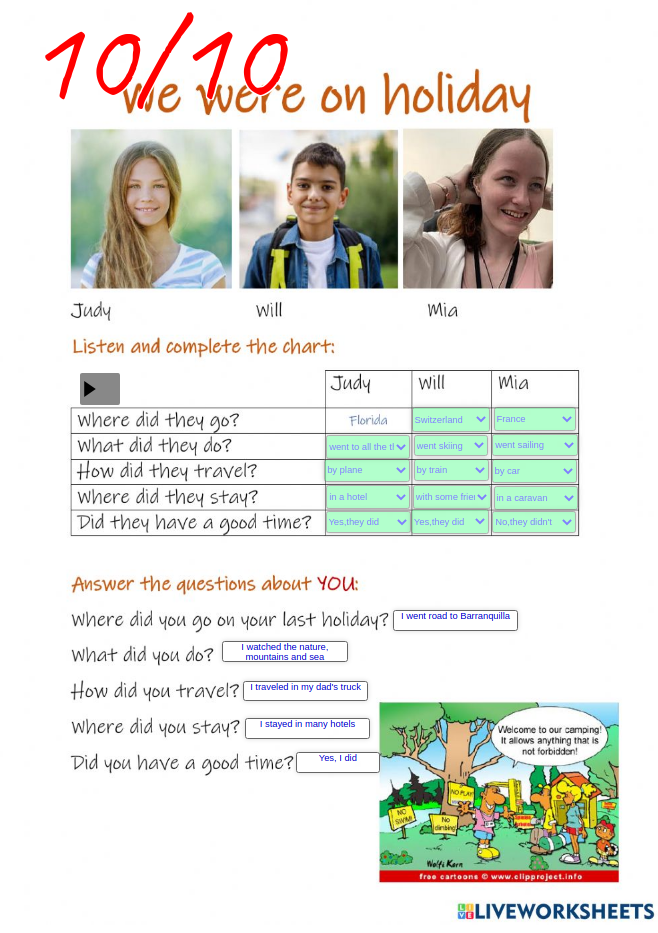 10/10
We were on holiday
Judy Will Mia
Listen and complete the chart:
Judy Will Mia
Where did they go? Florida Switzerland France
What did they do? went to all the tl went skiing went sailing
How did they travel? by plane by train by car
Where did they stay? in a hotel with some frien in a caravan
Did they have a good time? Yes,they did Yes,they did No,they didn't
Answer the questions about YOU:
Where did you go on your last holiday? I went road to Barranquilla
What did you do? I watched the nature,
mountains and sea
How did you travel? I traveled in my dad's truck
Where did you stay? I stayed in many hotels
Did you have a good time? Yes, I did
Welcome to our camping!
It allows anything that is
not forbidden!
NO PLAY!
NO
SWIM!
No
climbing!
Wolfi Korn
free cartoons © www.clipproject.info
LIVE
LIVEWORKSHEETS